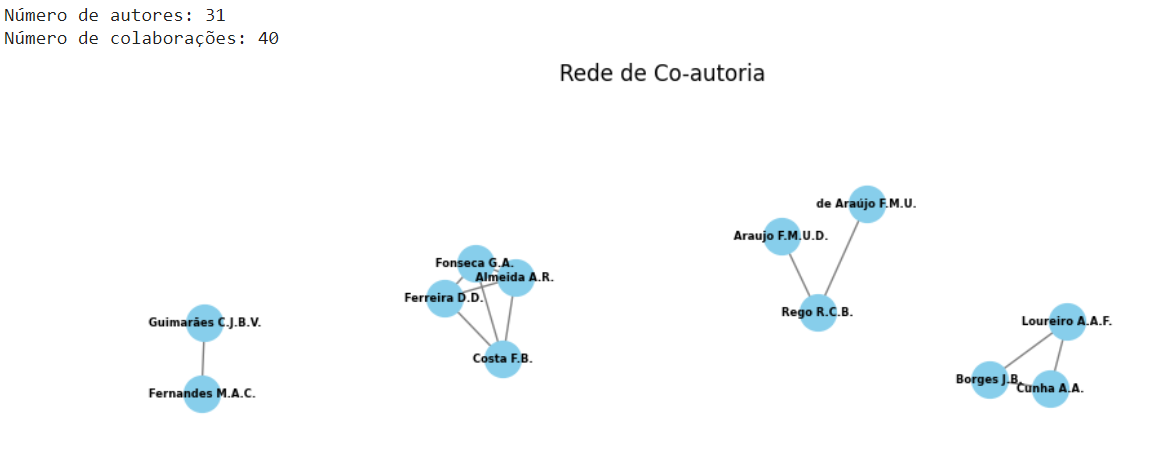 Número de autores: 31
Número de colaborações: 40
Rede de Co-autoria
de Araújo F.M.U.
Araujo F.M.U.D.
Fonseca G.A.
Almeida A.R.
Ferreira D.D.
Rego R.C.B.
Guimarães C.J.B.V.
Loureiro A.A.F.
Costa F.B.
Borges J.B.
Cunha A.A.
Fernandes M.A.C.